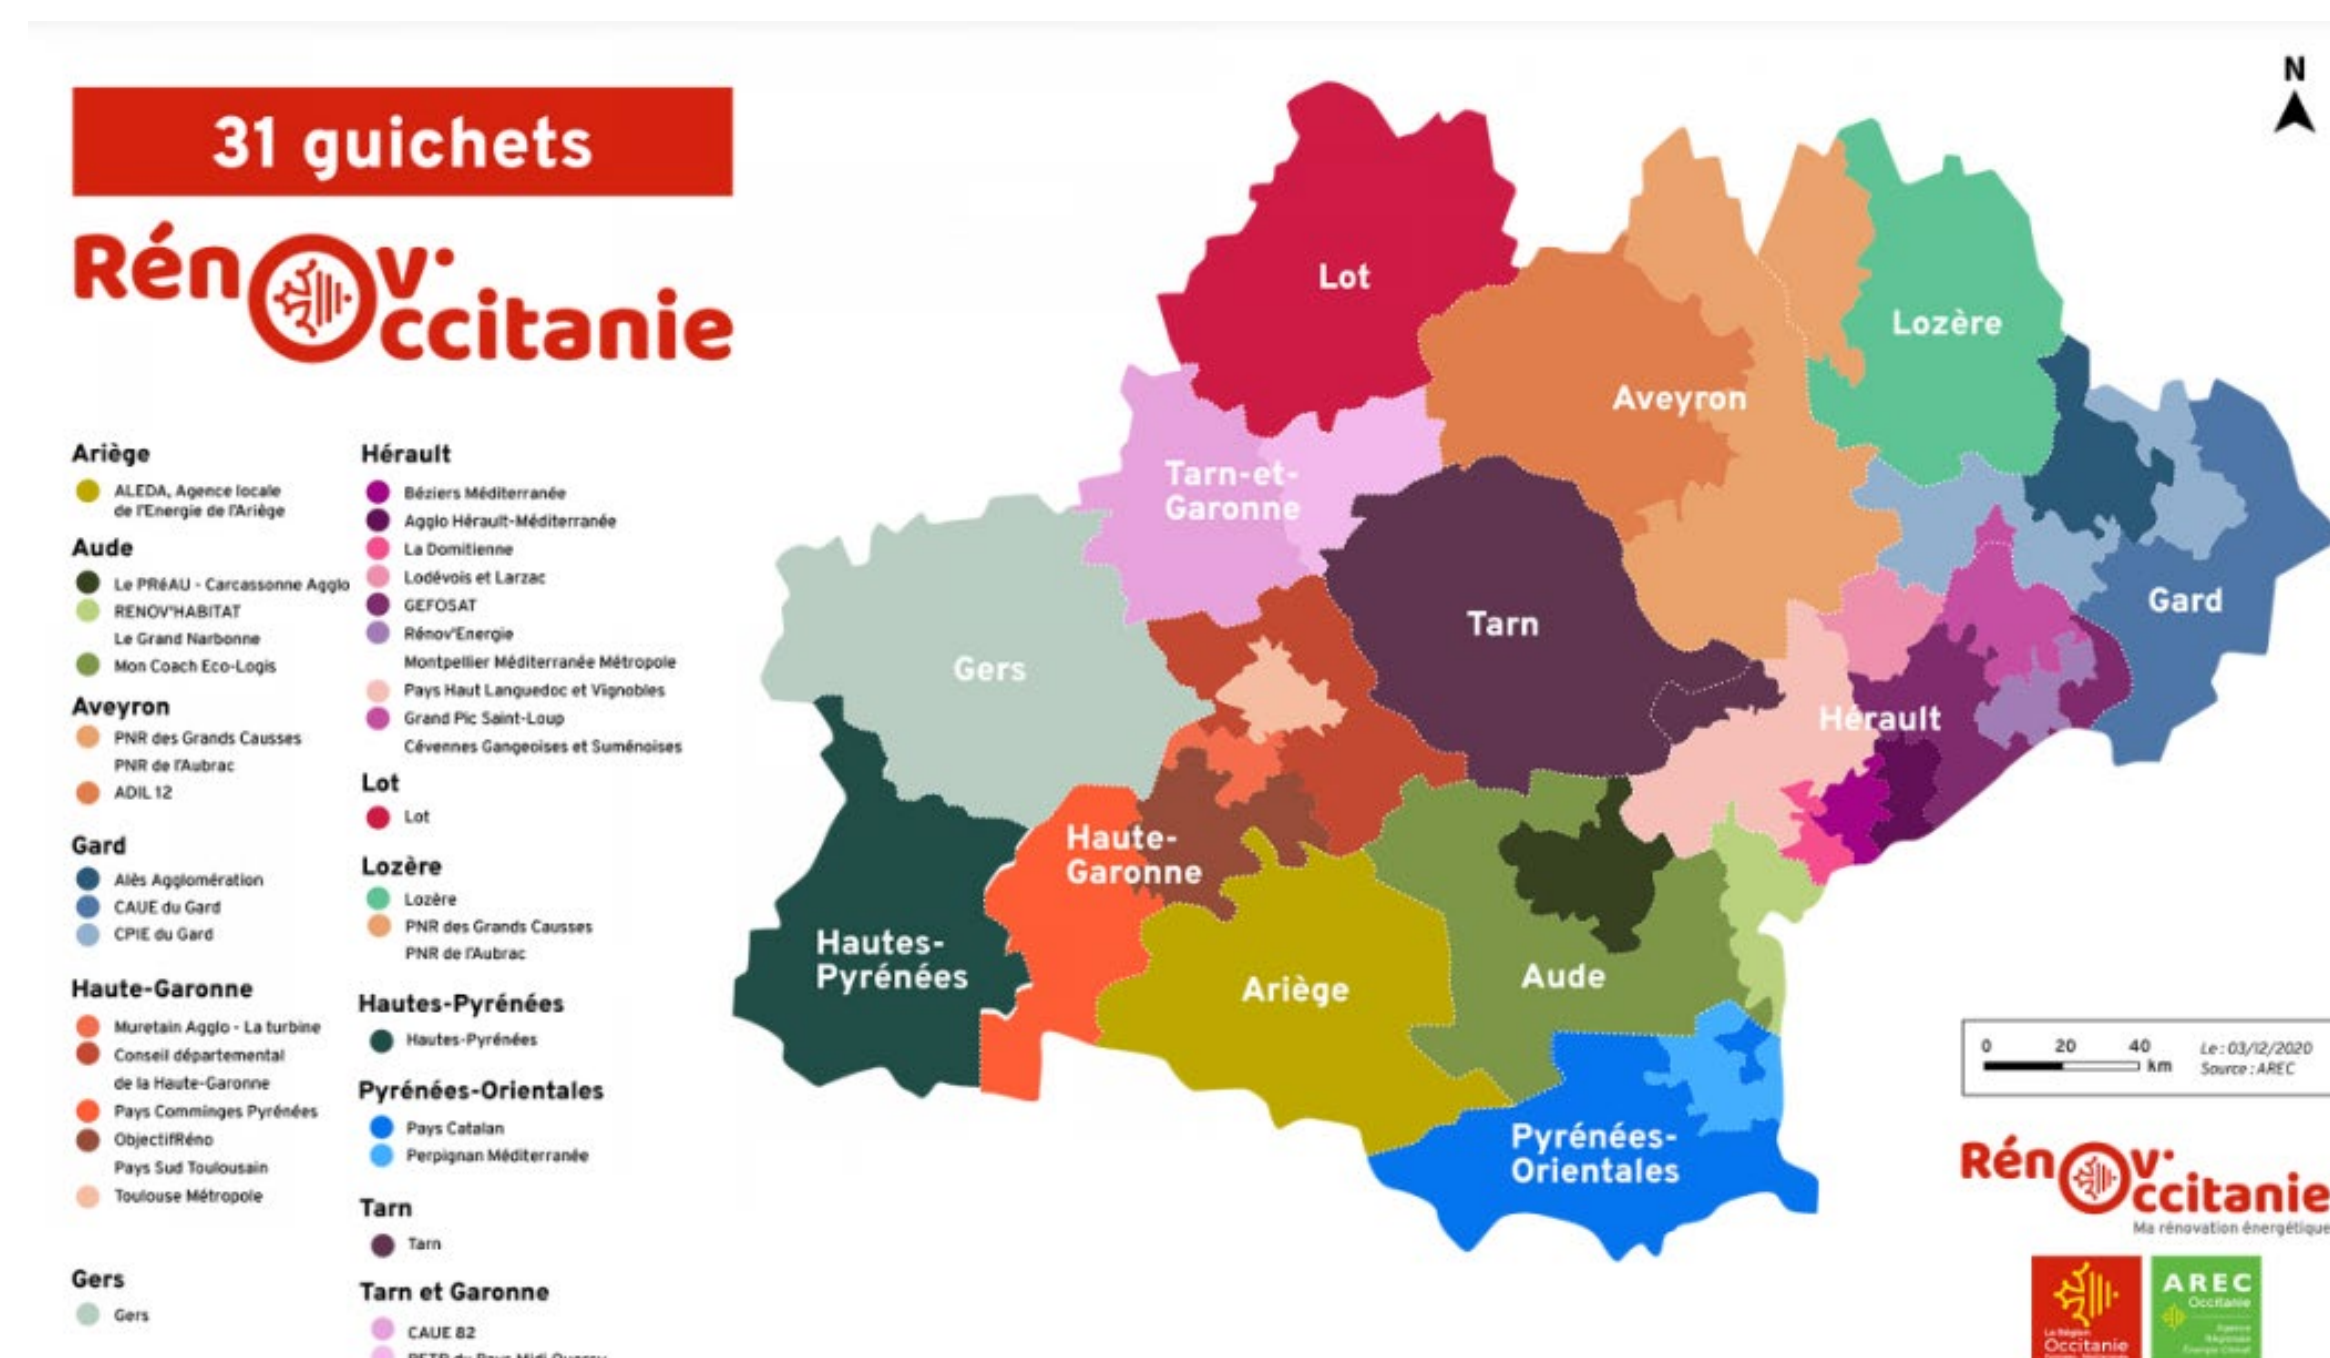 31 guichets
Rénov'Occitanie
Ariège
ALEDA, Agence locale
de l'Energie de l'Ariège
Aude
Le PRéAU - Carcassonne Agglo
RENOV'HABITAT
Le Grand Narbonne
Mon Coach Eco-Logis
Aveyron
PNR des Grands Causses
PNR de l'Aubrac
ADIL 12
Gard
Alès Agglomération
CAUE du Gard
CPIE du Gard
Haute-Garonne
Muretain Agglo - La turbine
Conseil départemental
de la Haute-Garonne
Pays Comminges Pyrénées
ObjectifRéno
Pays Sud Toulousain
Toulouse Métropole
Gers
Gers
Hérault
Béziers Méditerranée
Agglo Hérault-Méditerranée
La Domitienne
Lodévois et Larzac
GEFOSAT
Rénov'Energie
Montpellier Méditerranée Métropole
Pays Haut Languedoc et Vignobles
Grand Pic Saint-Loup
Cévennes Gangeoises et Suménoises
Lot
Lot
Lozère
Lozère
PNR des Grands Causses
PNR de l'Aubrac
Hautes-Pyrénées
Hautes-Pyrénées
Pyrénées-Orientales
Pays Catalan
Perpignan Méditerranée
Tarn
Tarn
Tarn et Garonne
CAUE 82
N
Lot
Lozère
Aveyron
Tarn-et-
Garonne
Gard
Tarn
Gers
Hérault
Haute-
Garonne
Hautes-
Pyrénées
Ariège
Aude
Pyrénées-
Orientales
0 20 40
km
Le : 03/12/2020
Source : AREC
Rénov'Occitanie
Ma rénovation énergétique
La Région
Occitanie
AREC
Occitanie
Agence
Régionale
Énergie Climat